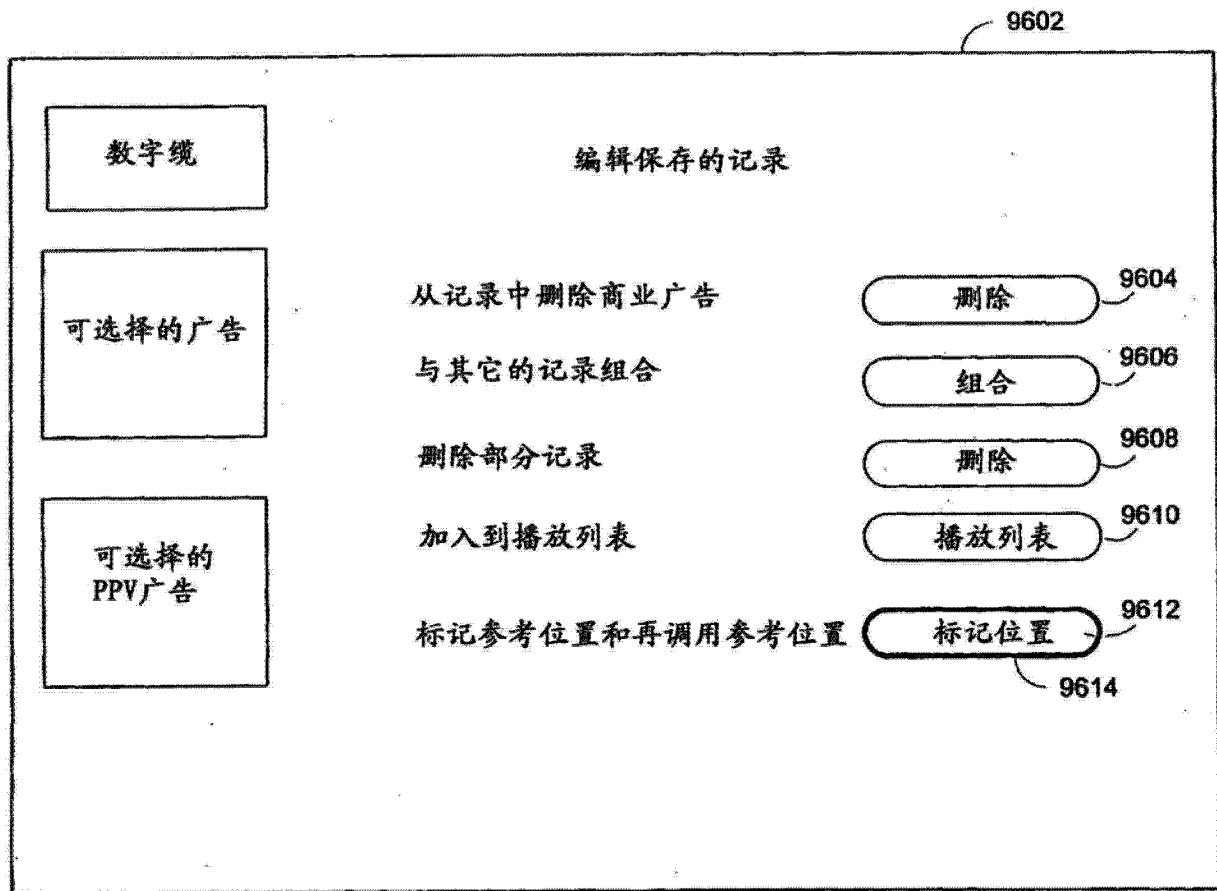 9602
数字缆
编辑保存的记录
可选择的广告
从记录中删除商业广告
删除
9604
与其它的记录组合
组合
9606
删除部分记录
删除
9608
可选择的
PPV广告
加入到播放列表
播放列表
9610
标记参考位置和再调用参考位置
标记位置
9612
9614